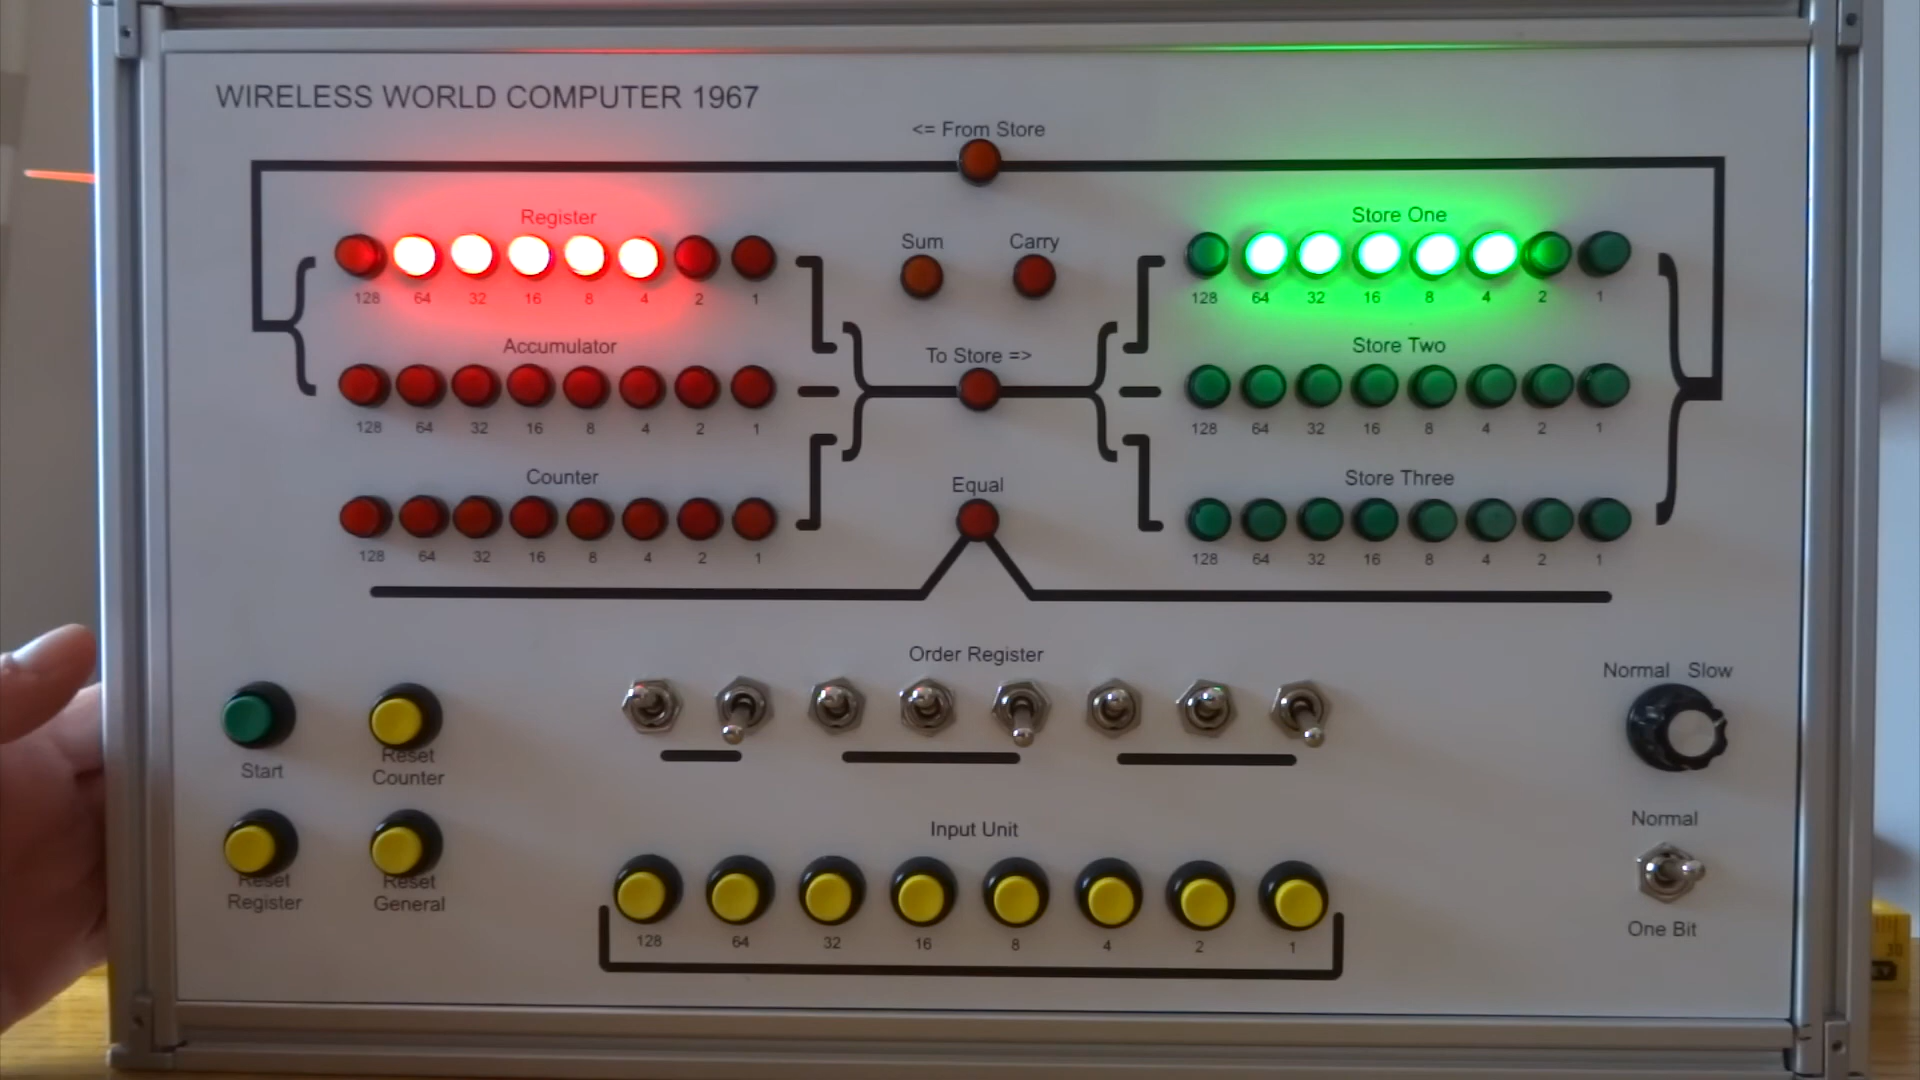 WIRELESS WORLD COMPUTER 1967
<= From Store
Register
Sum
Carry
Store One
128 64 32 16 8 4 2 1
128 64 32 16 8 4 2 1
Accumulator
To Store =>
Store Two
128 64 32 16 8 4 2 1
128 64 32 16 8 4 2 1
Counter
Equal
Store Three
128 64 32 16 8 4 2 1
128 64 32 16 8 4 2 1
Order Register
Normal Slow
Start
Reset
Counter
Input Unit
Normal
Reset
Register
Reset
General
128 64 32 16 8 4 2 1
One Bit